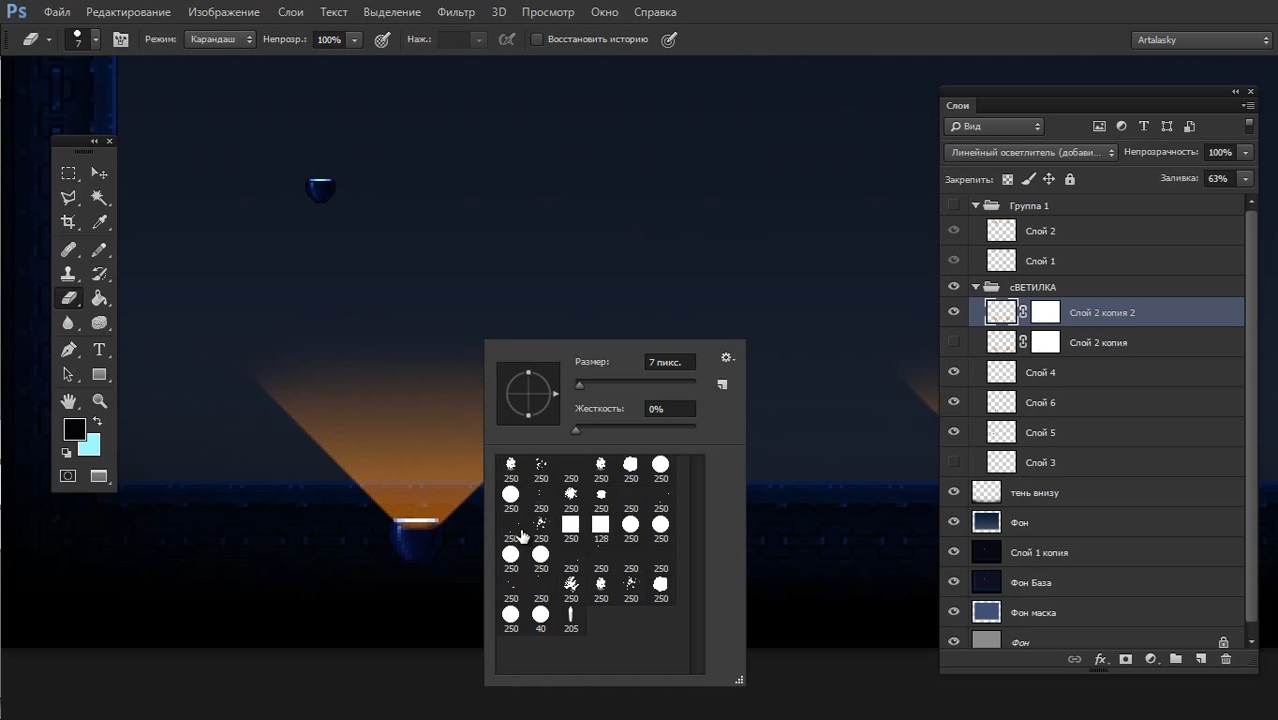 Ps Файл Редактирование Изображение Слои Текст Выделение Фильтр 3D Просмотр Окно Справка
7 Режим: Карандаш Непрозр.: 100% Наж.: Восстановить историю Artalasky
Слои
Вид
Линейный осветлитель (добави... Непрозрачность: 100%
Закрепить: Заливка: 63%
Группа 1
Слой 2
Слой 1
сВЕТИЛКА
Слой 2 копия 2
Слой 2 копия
Слой 4
Слой 6
Слой 5
Слой 3
тень внизу
Фон
Слой 1 копия
Фон База
Фон маска
Фон
fx
T
Размер: 7 пикс.
Жесткость: 0%
250 250 250 250 250 250
250 250 250 250 250 250
250 250 250 128 250 250
250 250 250 250 250 250
250 250 250 250 250 250
250 40 205